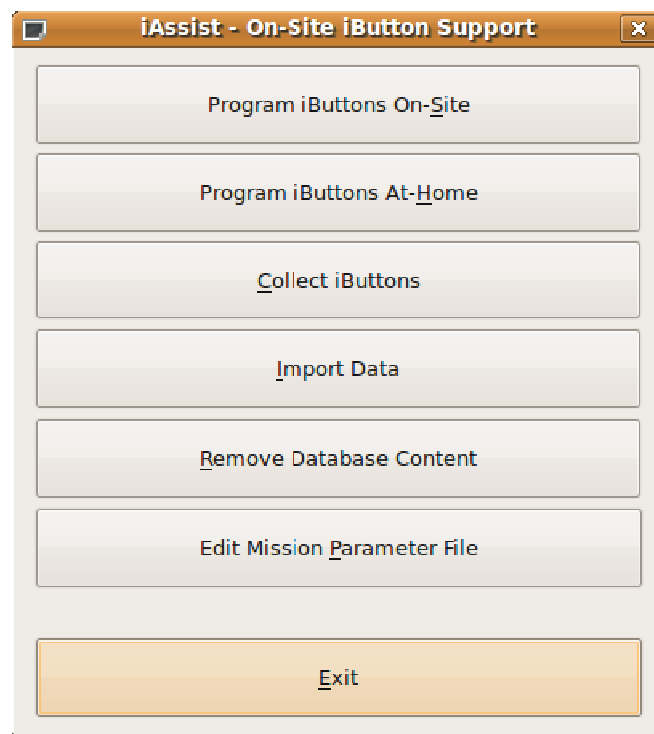 iAssist - On-Site iButton Support
Program iButtons On-Site
Program iButtons At-Home
Collect iButtons
Import Data
Remove Database Content
Edit Mission Parameter File
Exit